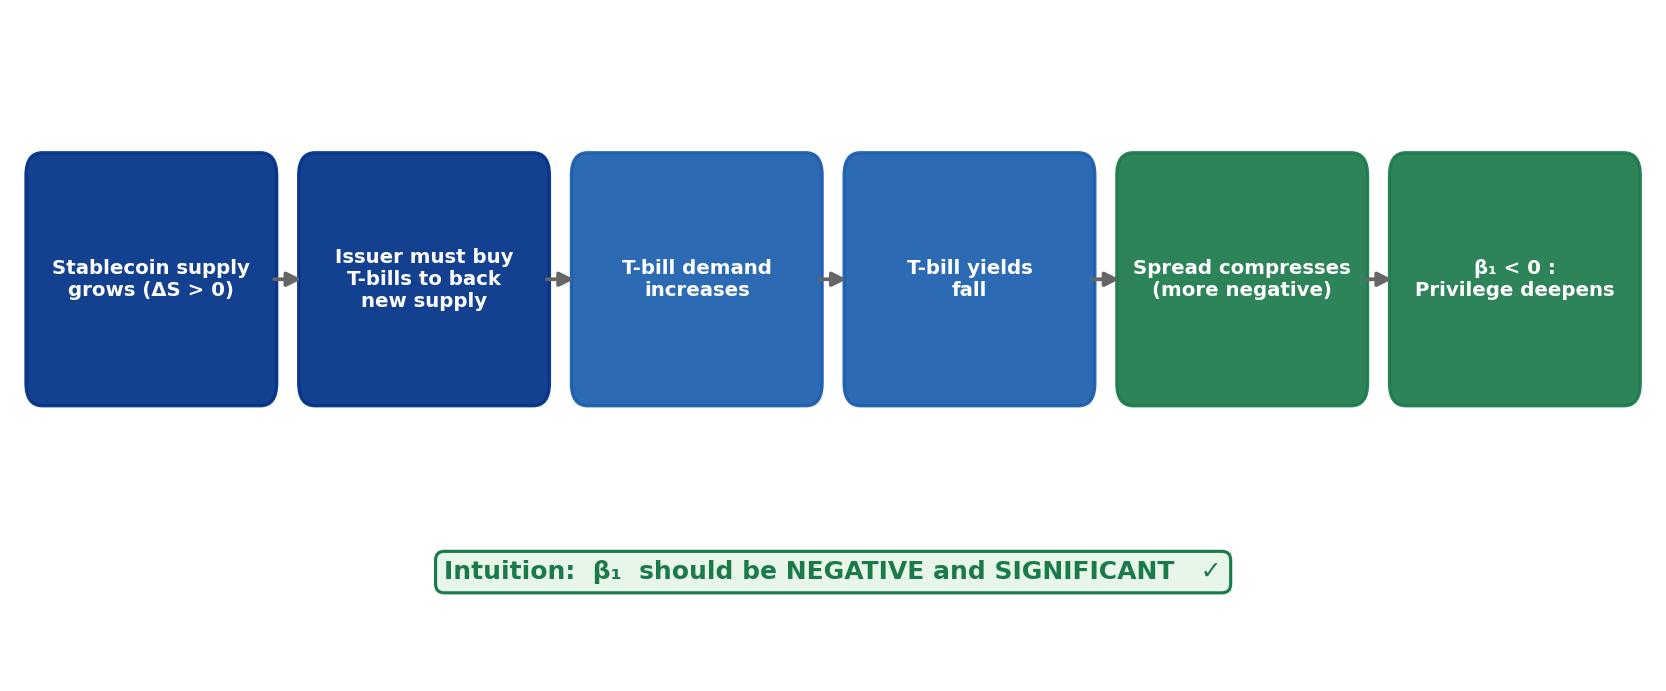 Stablecoin supply
grows (ΔS > 0)
Issuer must buy
T-bills to back
new supply
T-bill demand
increases
T-bill yields
fall
Spread compresses
(more negative)
β₁ < 0 :
Privilege deepens
Intuition:  β₁  should be NEGATIVE and SIGNIFICANT   ✓